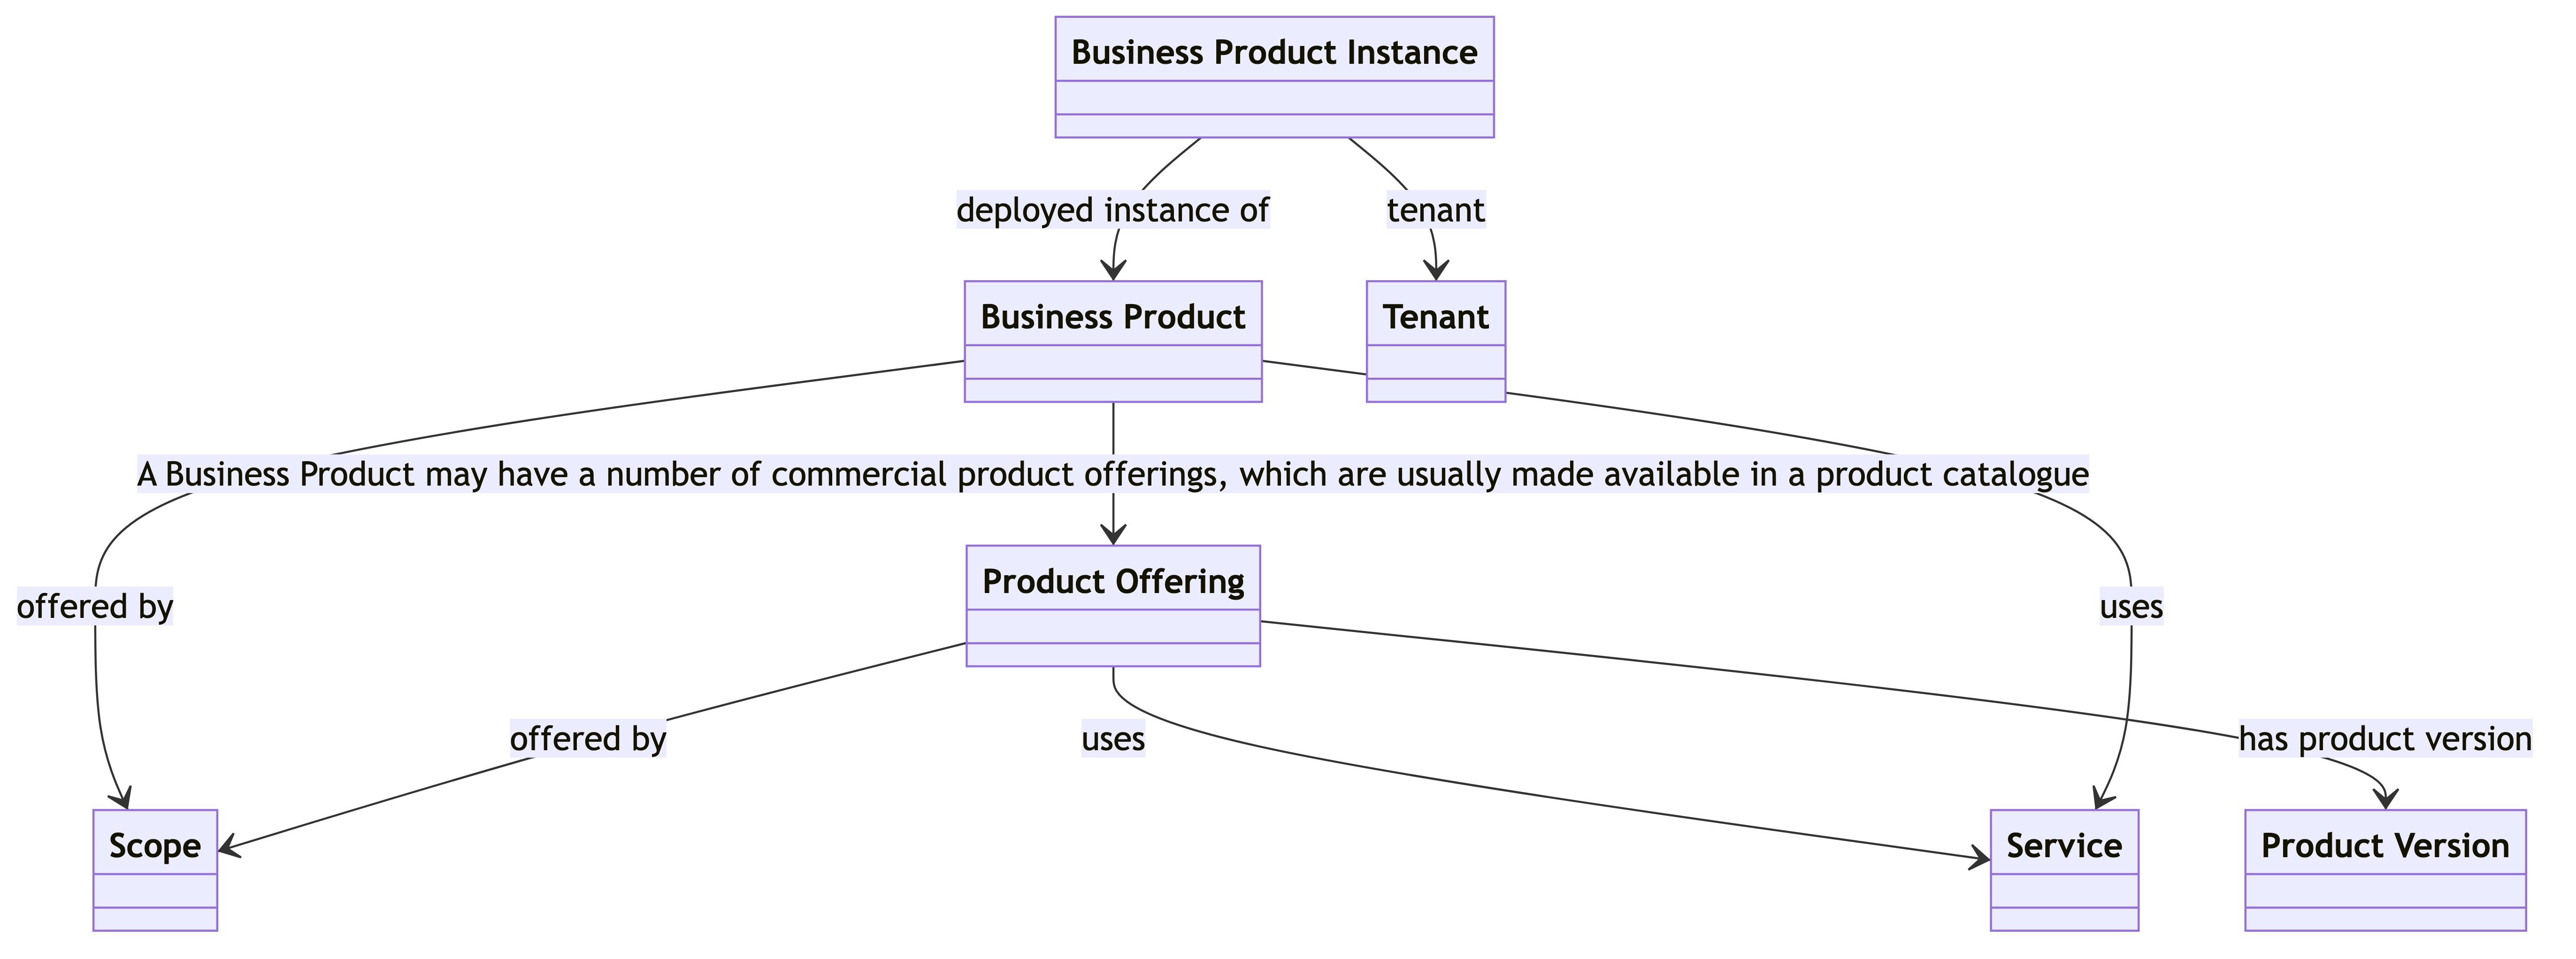 Business Product Instance
deployed instance of
tenant
Business Product
Tenant
A Business Product may have a number of commercial product offerings, which are usually made available in a product catalogue
offered by
Product Offering
uses
offered by
uses
has product version
Scope
Service
Product Version